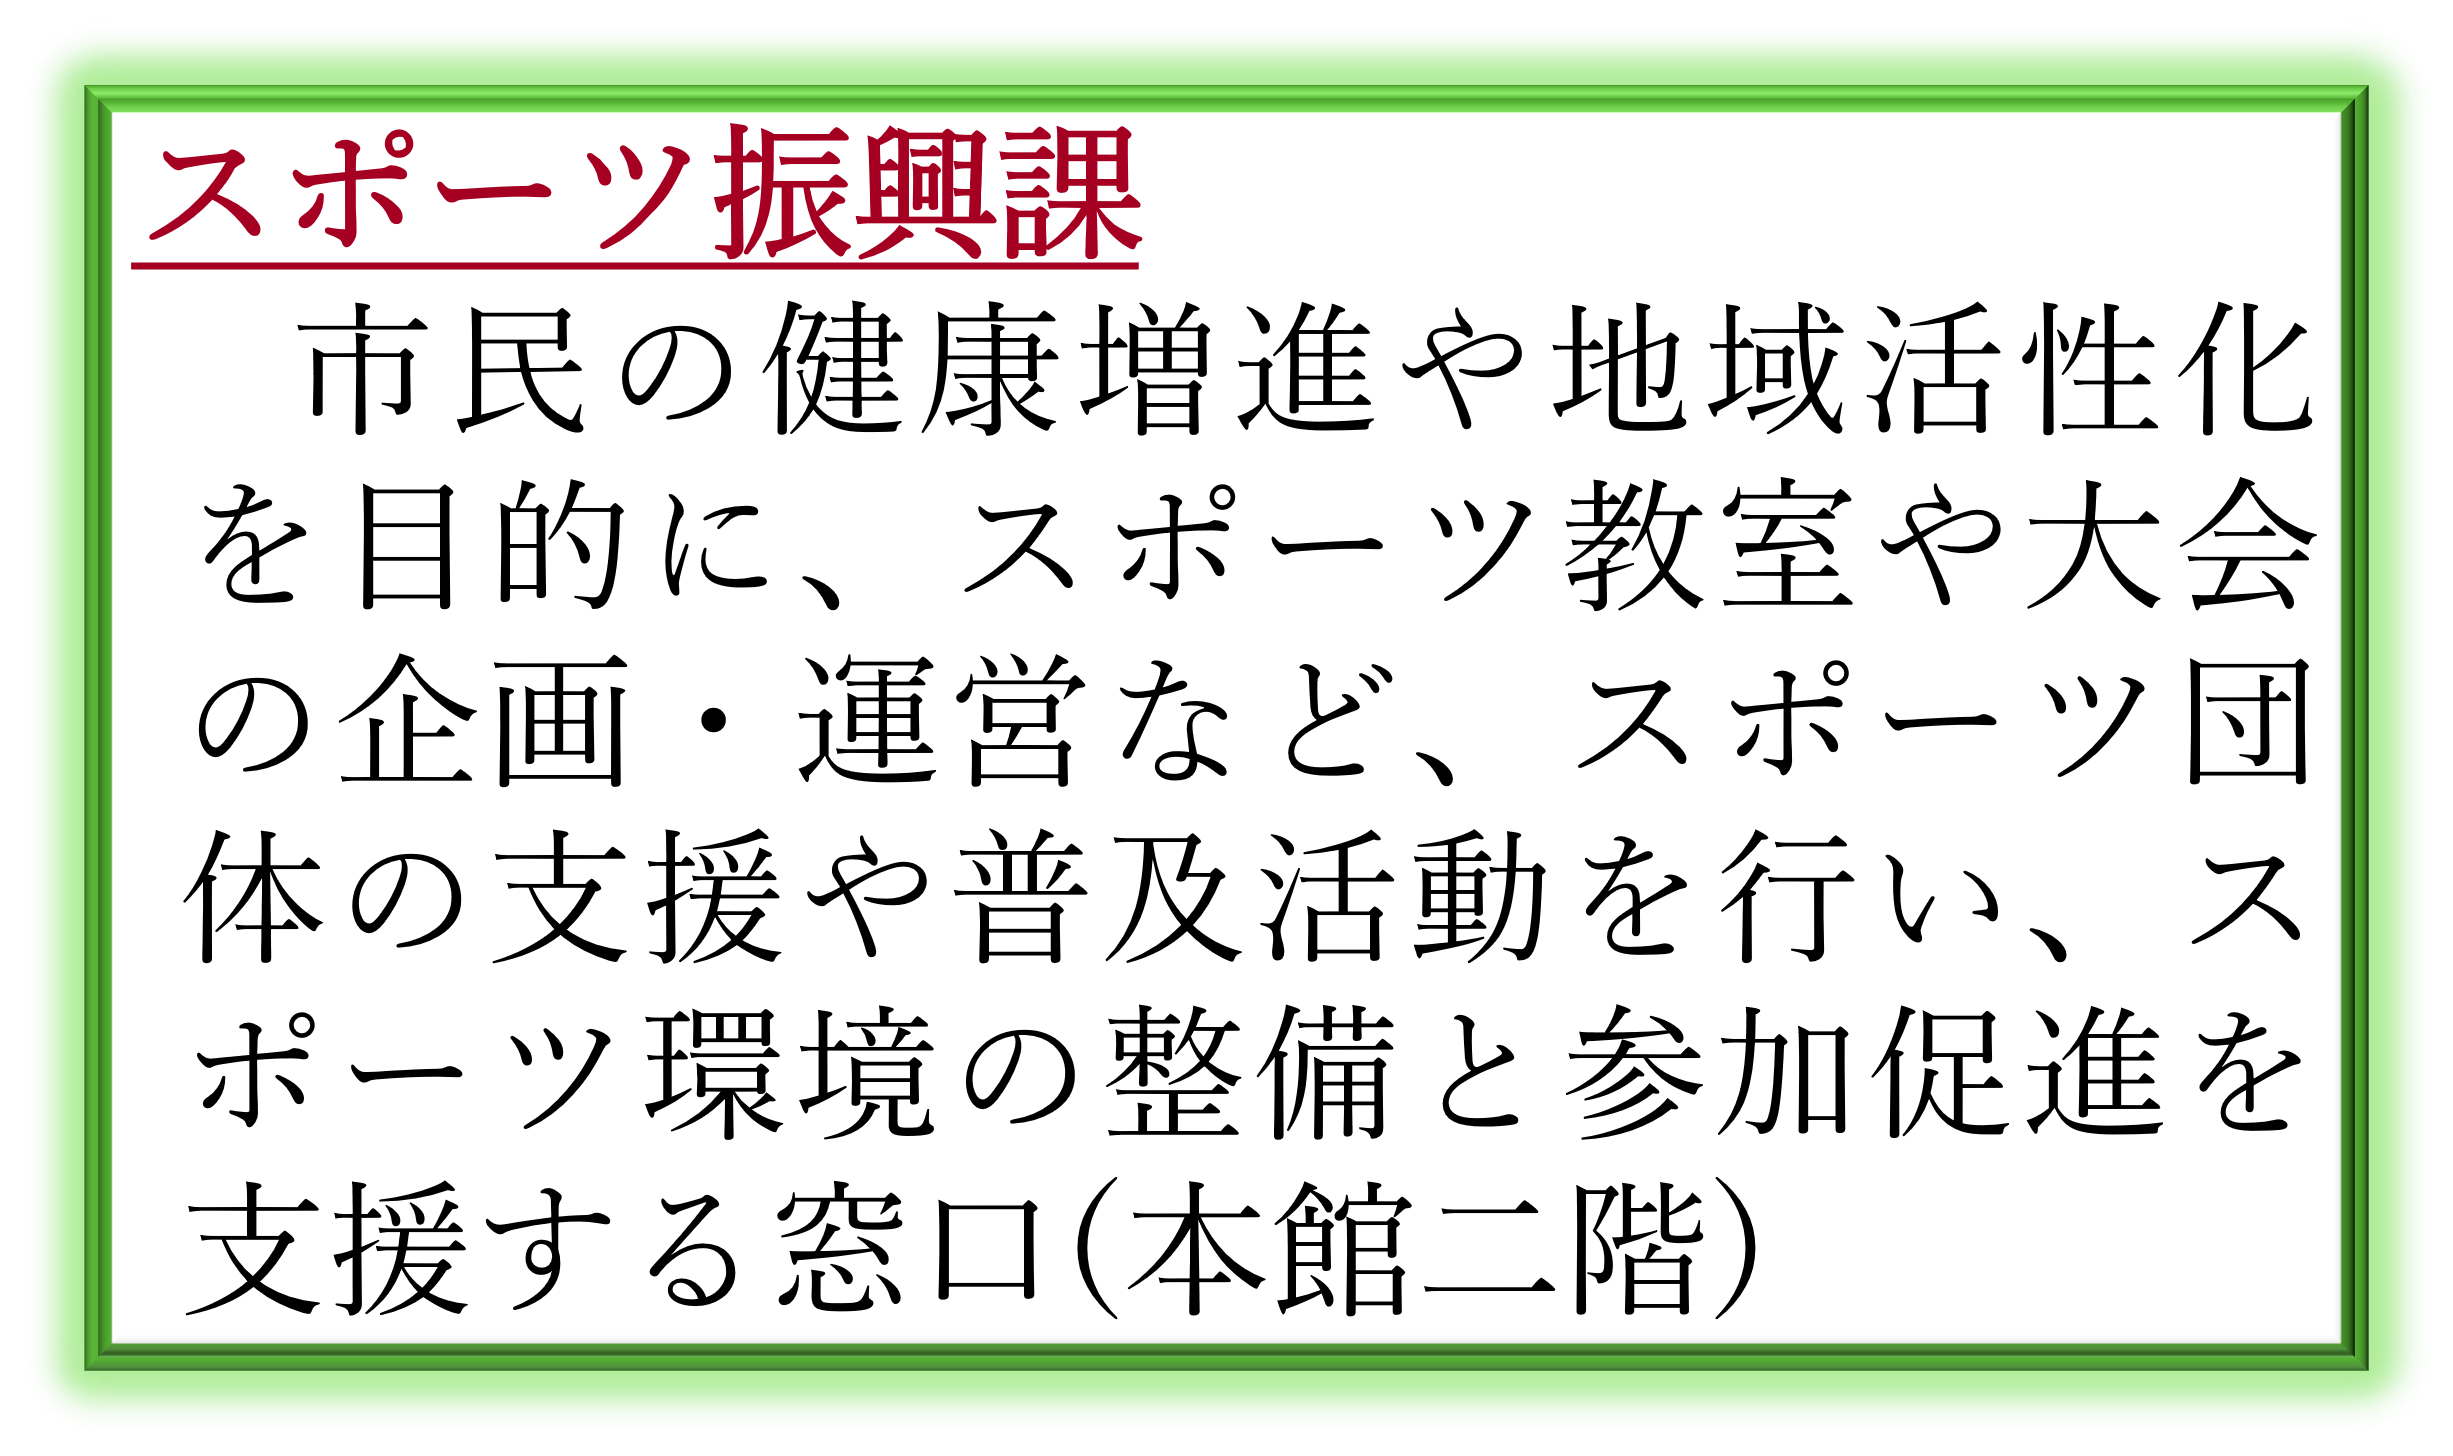 スポーツ振興課
　市民の健康増進や地域活性化
を目的に、スポーツ教室や大会
の企画・運営など、スポーツ団
体の支援や普及活動を行い、ス
ポーツ環境の整備と参加促進を
支援する窓口(本館二階)